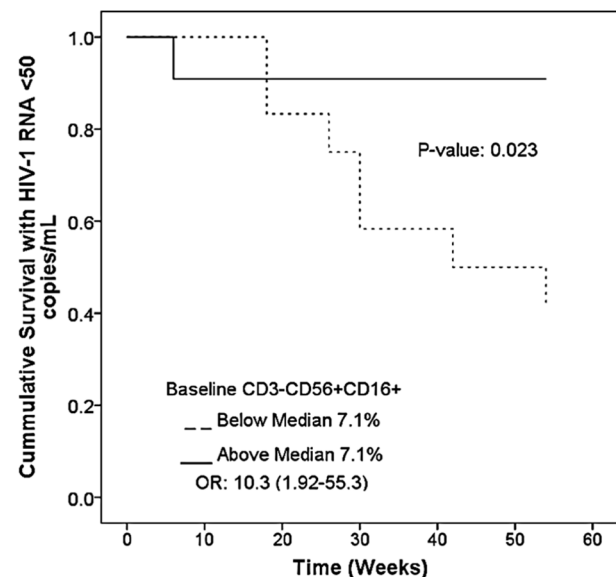 Cummulative Survival with HIV-1 RNA <50
copies/mL
1.0
0.8
0.6
0.4
0.2
0.0
P-value: 0.023
Baseline CD3-CD56+CD16+
Below Median 7.1%
Above Median 7.1%
OR: 10.3 (1.92-55.3)
0 10 20 30 40 50 60
Time (Weeks)